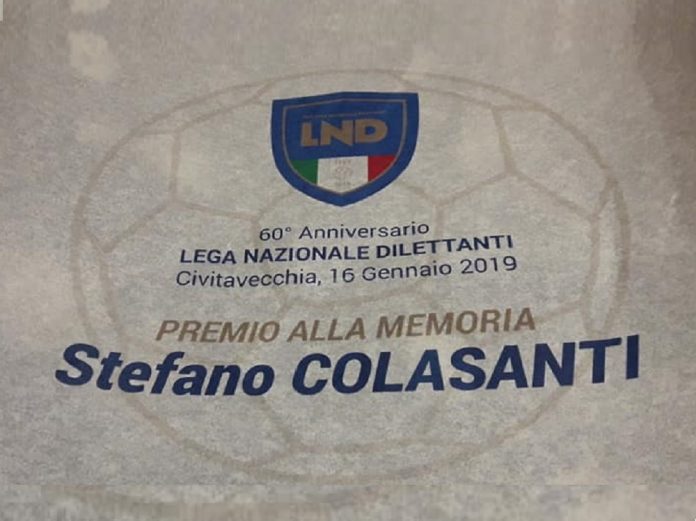 LND
60° Anniversario
LEGA NAZIONALE DILETTANTI
Civitavecchia, 16 Gennaio 2019
PREMIO ALLA MEMORIA
Stefano COLASANTI